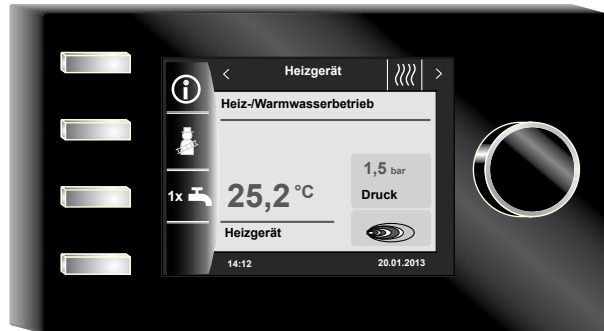 Heizgerät
Heiz-/Warmwasserbetrieb
1x
25,2 °C
1,5 bar
Druck
Heizgerät
14:12
20.01.2013